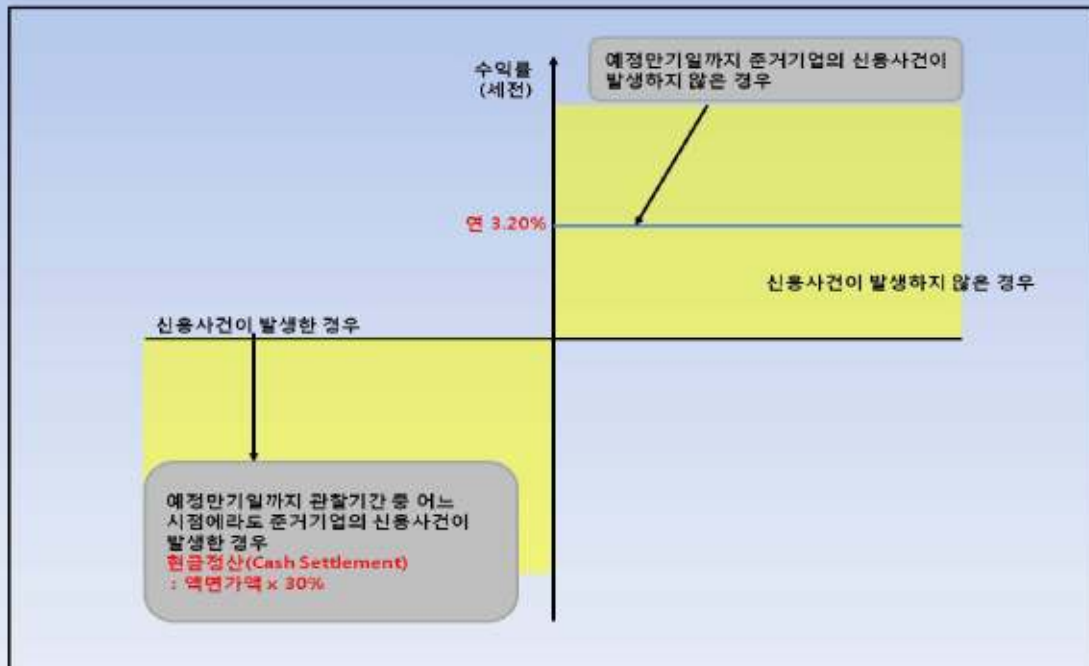 수익률
(세전)
예정만기일까지 준거기업의 신용사건이
발생하지 않은 경우
연 3.20%
신용사건이 발생하지 않은 경우
신용사건이 발생한 경우
예정만기일까지 관찰기간 중 어느
시점에라도 준거기업의 신용사건이
발생한 경우
현금정산(Cash Settlement)
: 액면가액 x 30%